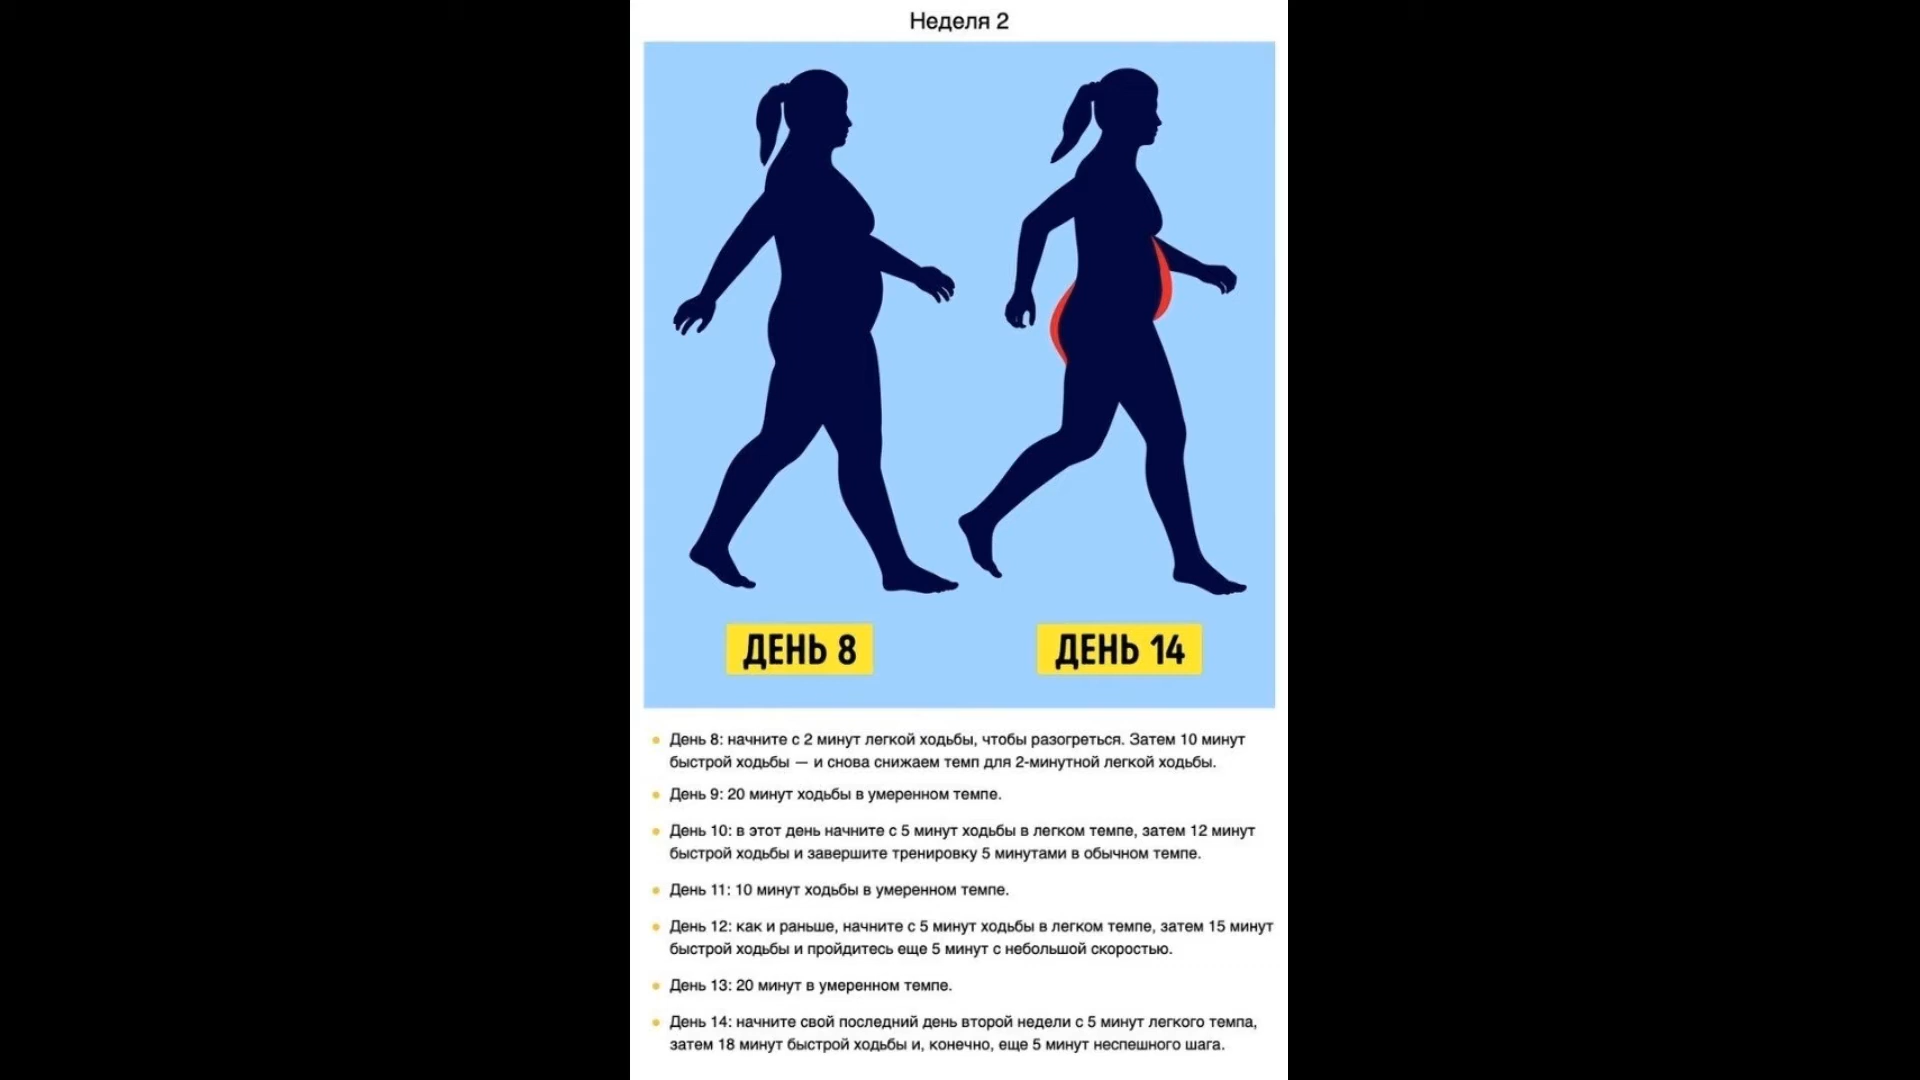 Неделя 2
ДЕНЬ 8
ДЕНЬ 14
День 8: начните с 2 минут легкой ходьбы, чтобы разогреться. Затем 10 минут
быстрой ходьбы — и снова снижаем темп для 2-минутной легкой ходьбы.
День 9: 20 минут ходьбы в умеренном темпе.
День 10: в этот день начните с 5 минут ходьбы в легком темпе, затем 12 минут
быстрой ходьбы и завершите тренировку 5 минутами в обычном темпе.
День 11: 10 минут ходьбы в умеренном темпе.
День 12: как и раньше, начните с 5 минут ходьбы в легком темпе, затем 15 минут
быстрой ходьбы и пройдитесь еще 5 минут с небольшой скоростью.
День 13: 20 минут в умеренном темпе.
День 14: начните свой последний день второй недели с 5 минут легкого темпа,
затем 18 минут быстрой ходьбы и, конечно, еще 5 минут неспешного шага.